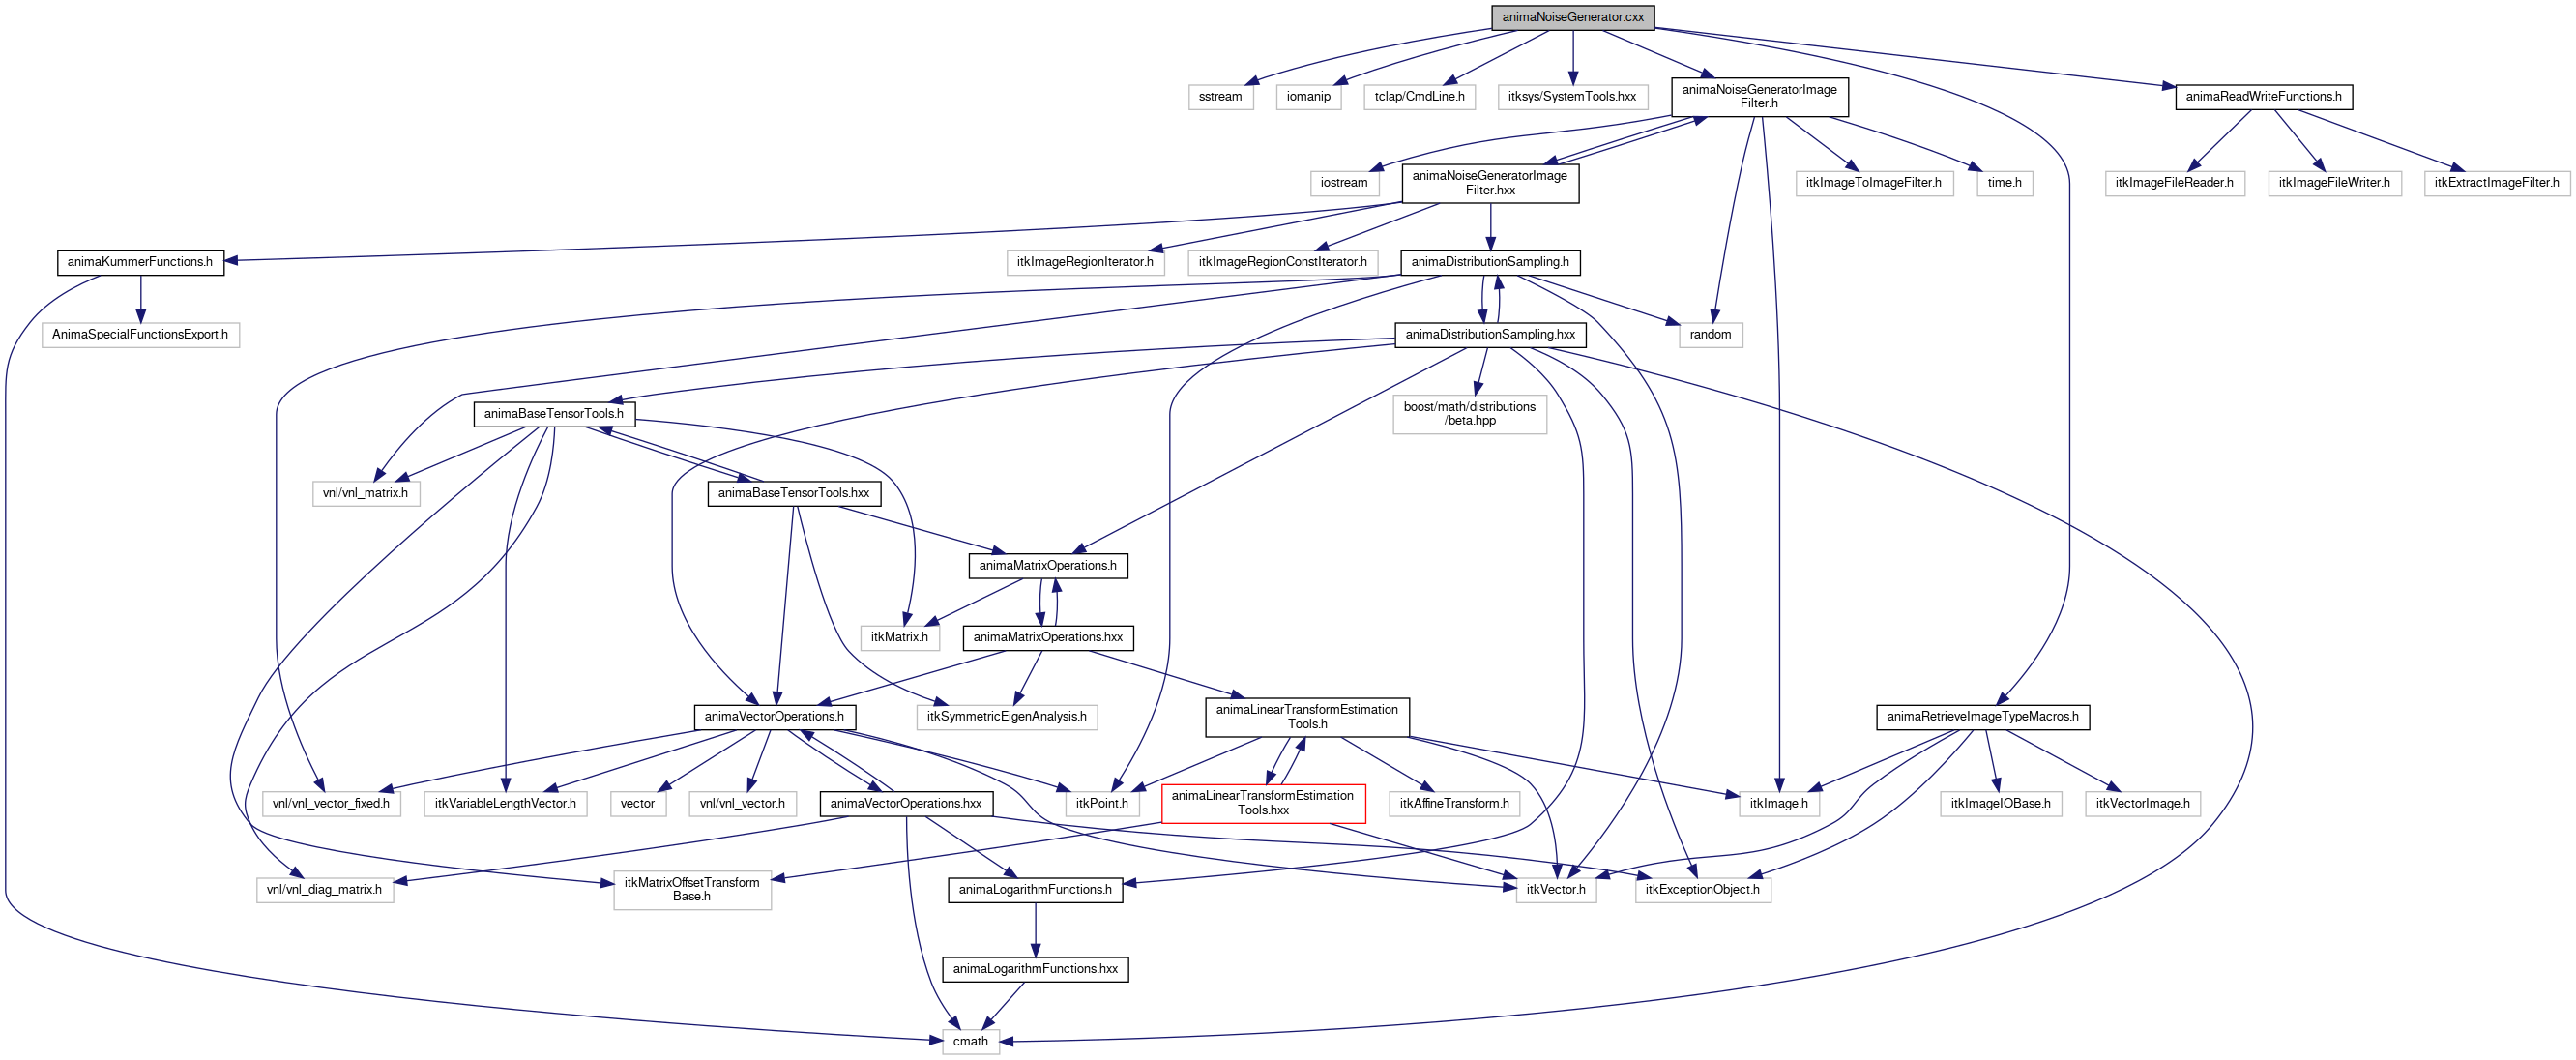 animaNoiseGenerator.cxx
sstream
iomanip
tclap/CmdLine.h
itksys/SystemTools.hxx
animaNoiseGeneratorImage
Filter.h
animaReadWriteFunctions.h
iostream
animaNoiseGeneratorImage
Filter.hxx
itkImageToImageFilter.h
time.h
itkImageFileReader.h
itkImageFileWriter.h
itkExtractImageFilter.h
animaKummerFunctions.h
itkImageRegionIterator.h
itkImageRegionConstIterator.h
animaDistributionSampling.h
AnimaSpecialFunctionsExport.h
animaDistributionSampling.hxx
random
animaBaseTensorTools.h
boost/math/distributions
/beta.hpp
vnl/vnl_matrix.h
animaBaseTensorTools.hxx
animaMatrixOperations.h
itkMatrix.h
animaMatrixOperations.hxx
animaVectorOperations.h
itkSymmetricEigenAnalysis.h
animaLinearTransformEstimation
Tools.h
animaRetrieveImageTypeMacros.h
vnl/vnl_vector_fixed.h
itkVariableLengthVector.h
vector
vnl/vnl_vector.h
animaVectorOperations.hxx
itkPoint.h
animaLinearTransformEstimation
Tools.hxx
itkAffineTransform.h
itkImage.h
itkImageIOBase.h
itkVectorImage.h
vnl/vnl_diag_matrix.h
itkMatrixOffsetTransform
Base.h
animaLogarithmFunctions.h
itkVector.h
itkExceptionObject.h
animaLogarithmFunctions.hxx
cmath